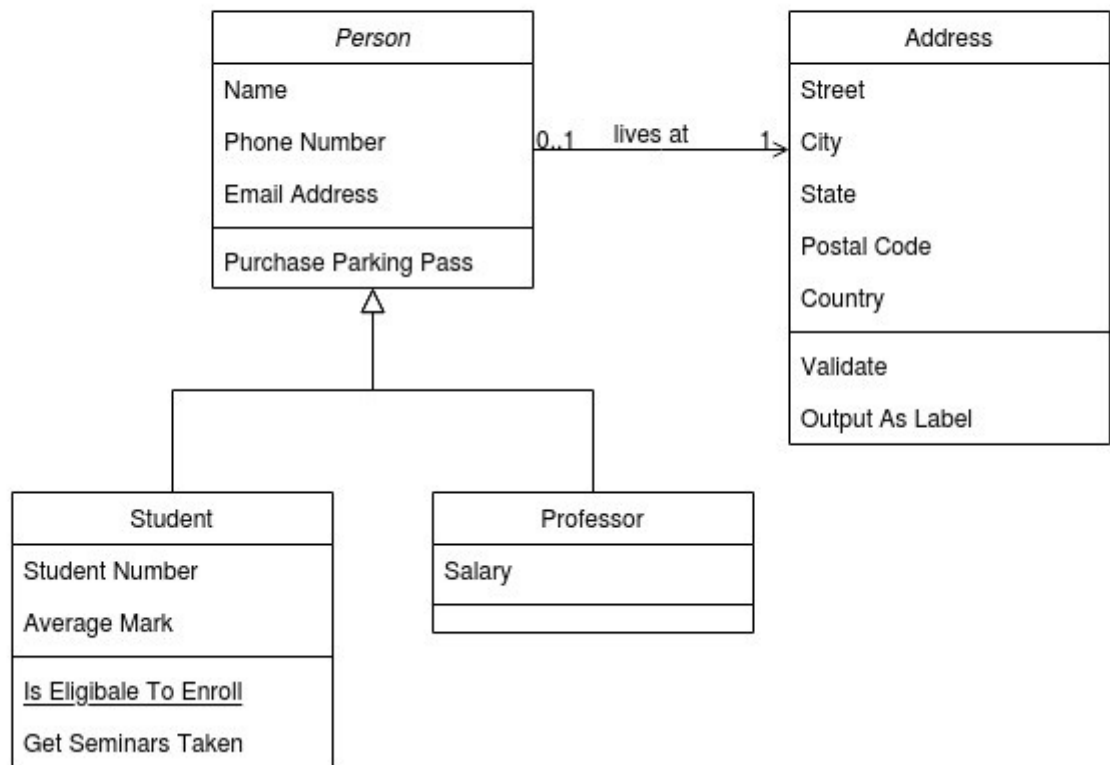 Person
Name
Phone Number
Email Address
Purchase Parking Pass
0..1 lives at 1
Address
Street
City
State
Postal Code
Country
Validate
Output As Label
Student
Student Number
Average Mark
Is Eligibale To Enroll
Get Seminars Taken
Professor
Salary